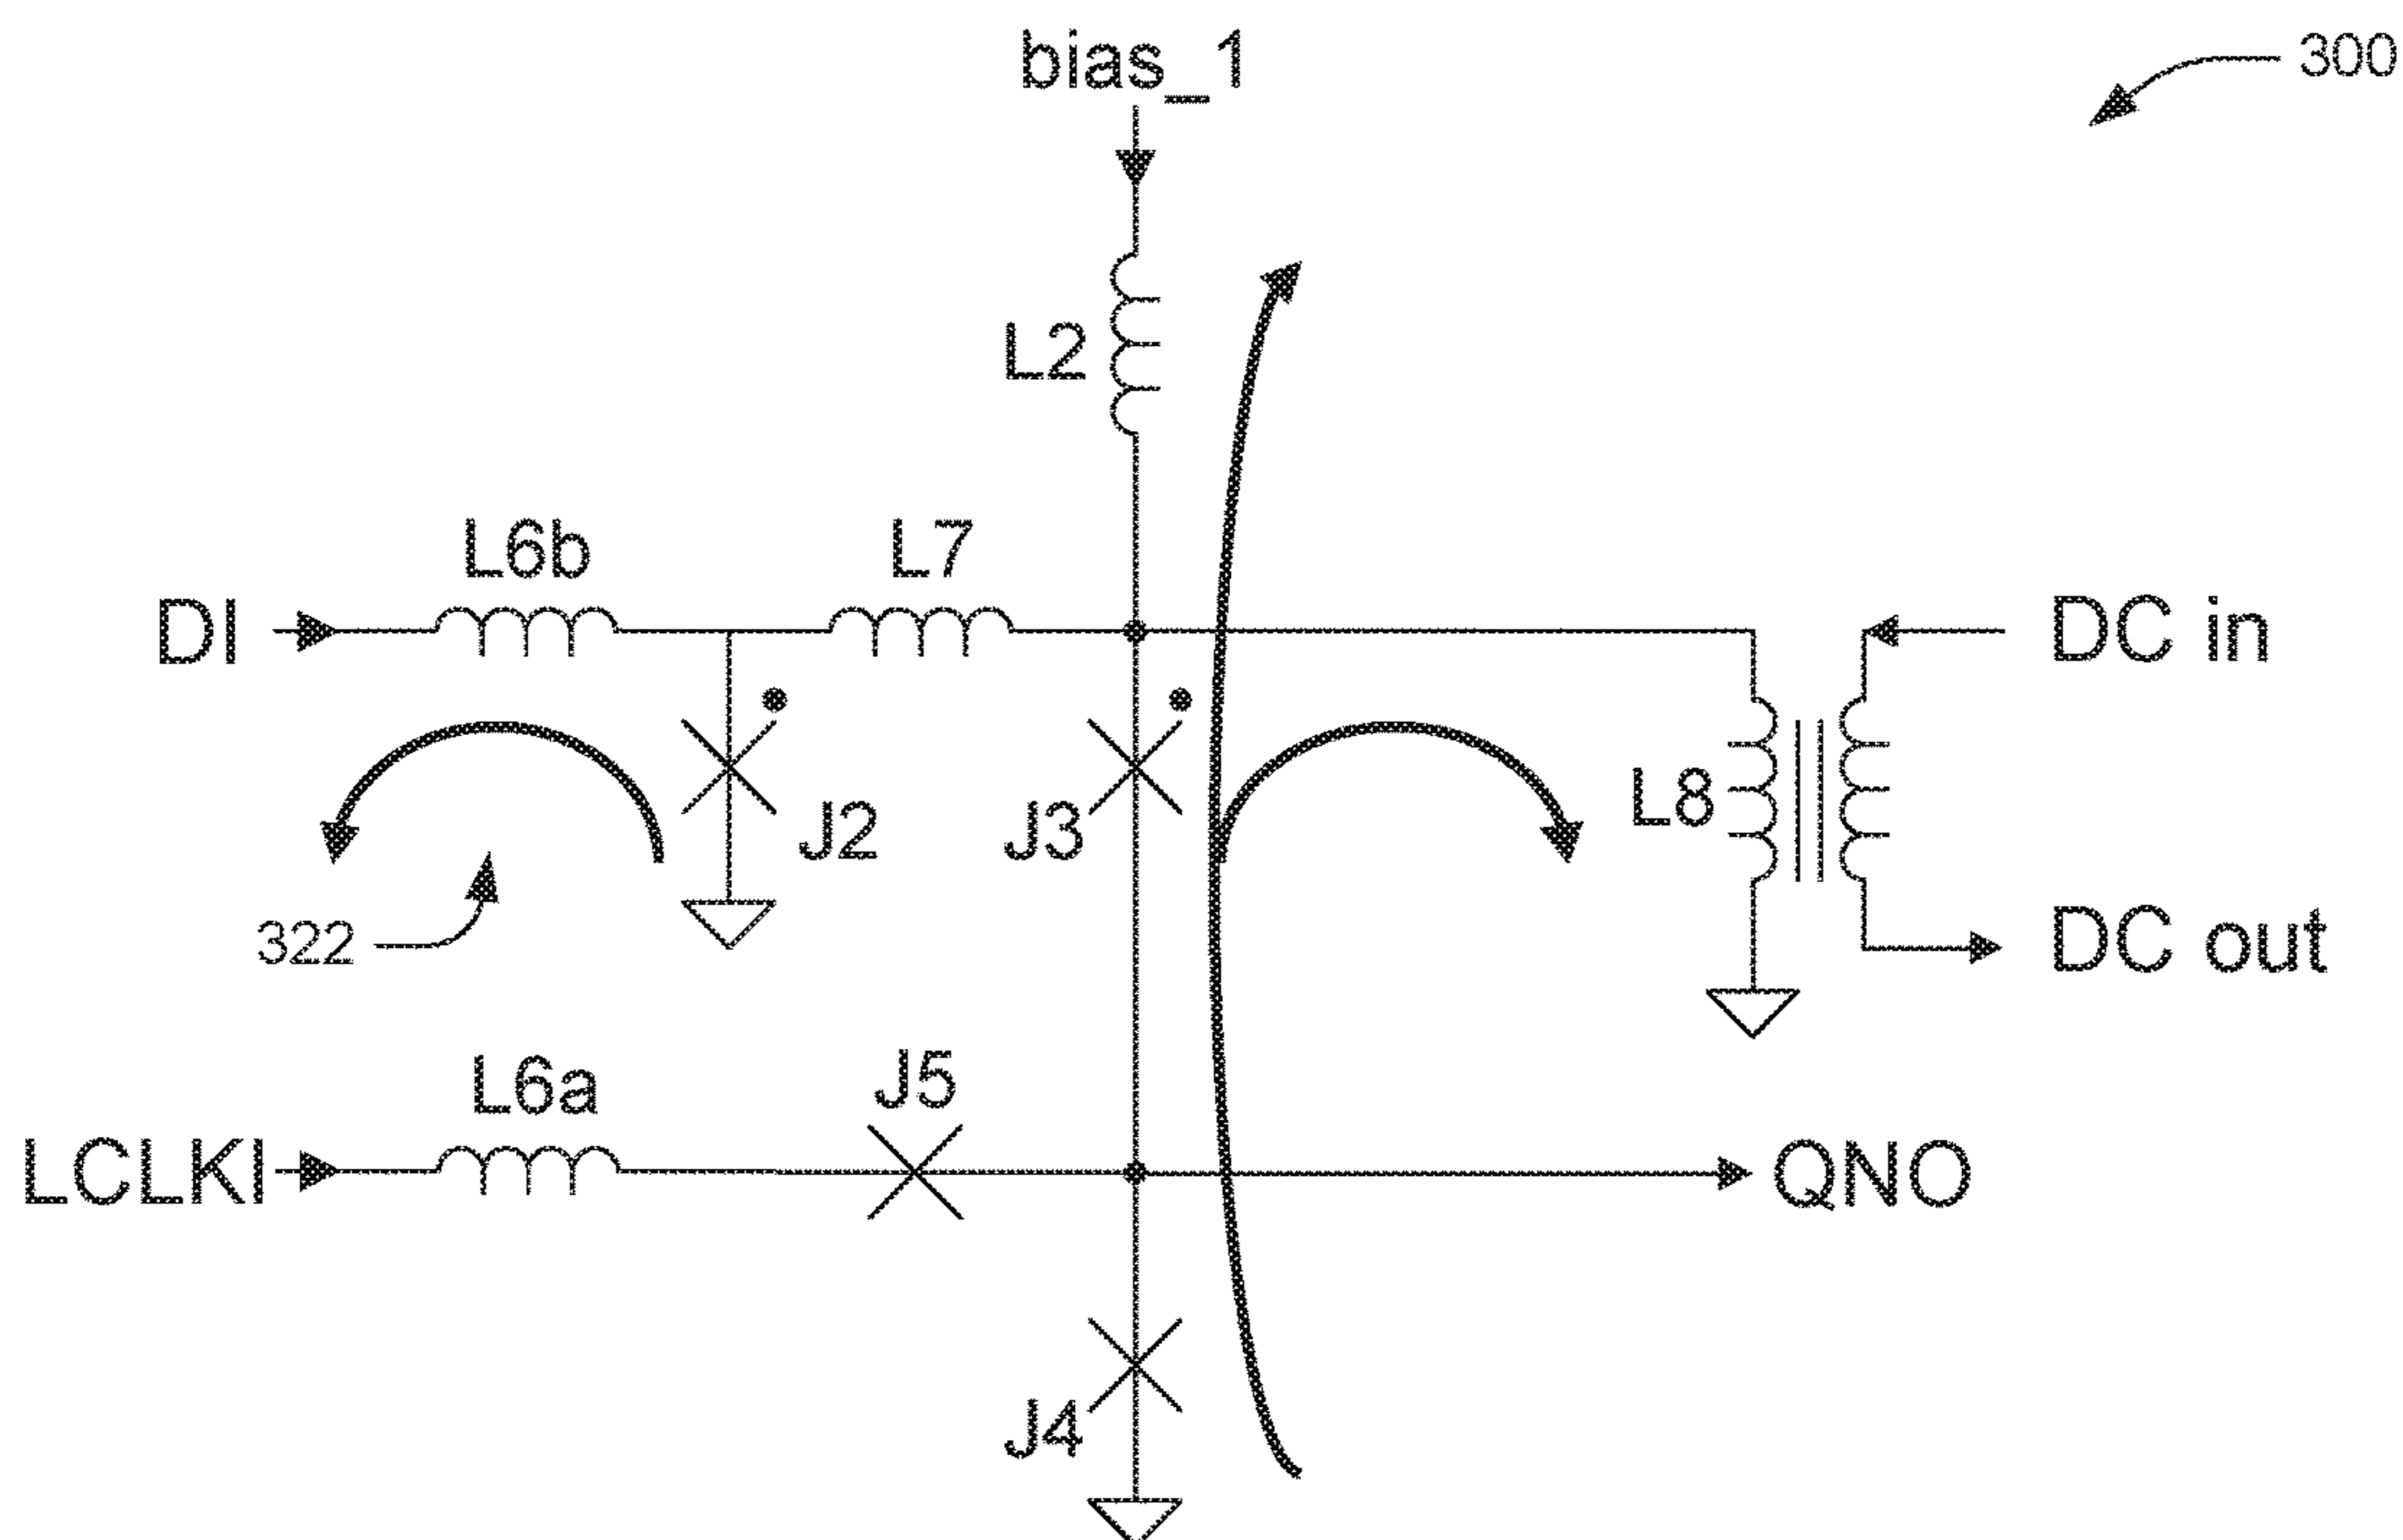 bias_1
300
L2
L6b
L7
DI
DC in
J2
J3
L8
322
DC out
L6a
J5
LCLKI
QNO
J4